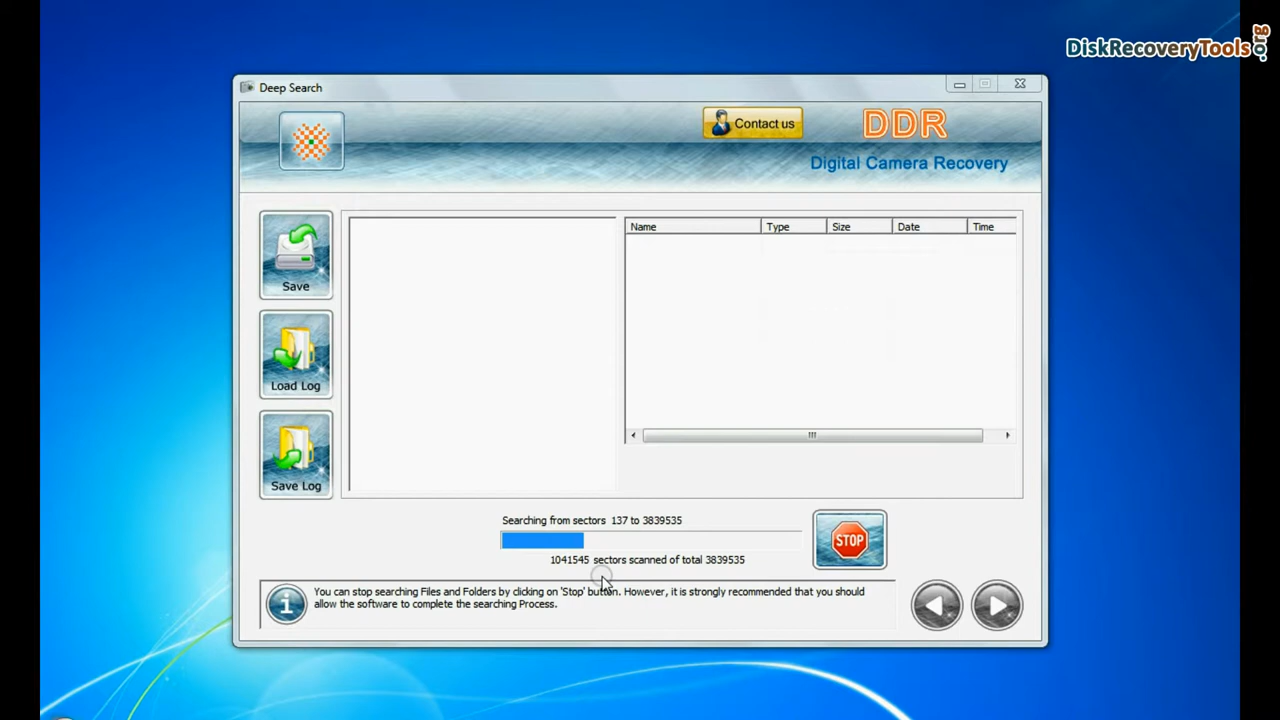 DiskRecoveryTools.org
Deep Search
Contact us
DDR
Digital Camera Recovery
Save
Load Log
Save Log
Name Type Size Date Time
Searching from sectors 137 to 3839535
1041545 sectors scanned of total 3839535
STOP
You can stop searching Files and Folders by clicking on 'Stop' button. However, it is strongly recommended that you should
allow the software to complete the searching Process.